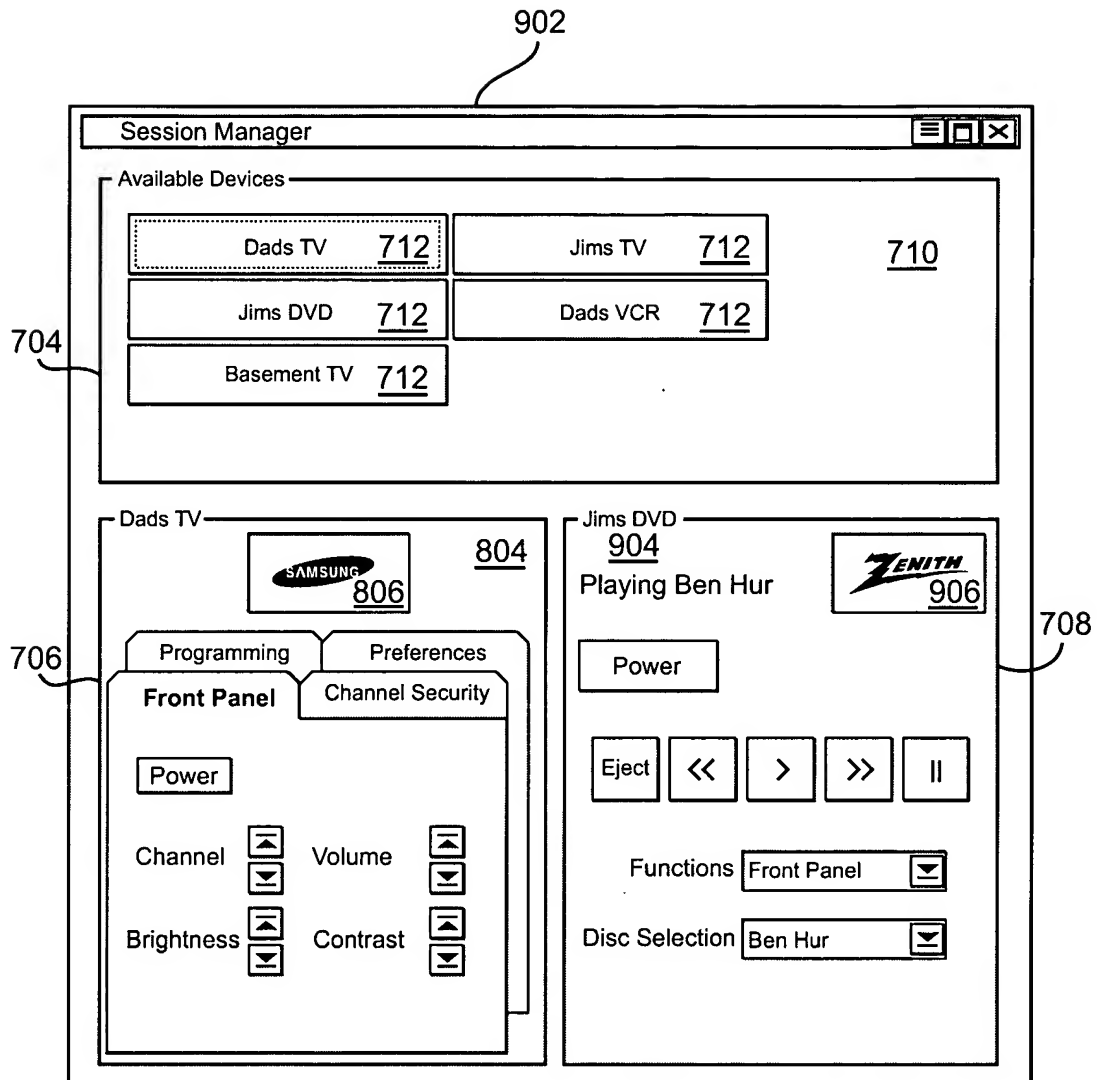 902
Session Manager
Available Devices
Dads TV 712
Jims TV 712
710
Jims DVD 712
Dads VCR 712
704
Basement TV 712
Dads TV
804
SAMSUNG
806
706
Programming
Preferences
Front Panel
Channel Security
Power
Channel
Volume
Brightness
Contrast
Jims DVD
904
Playing Ben Hur
ZENITH
906
708
Power
Eject
<<
>
>>
||
Functions Front Panel
Disc Selection Ben Hur